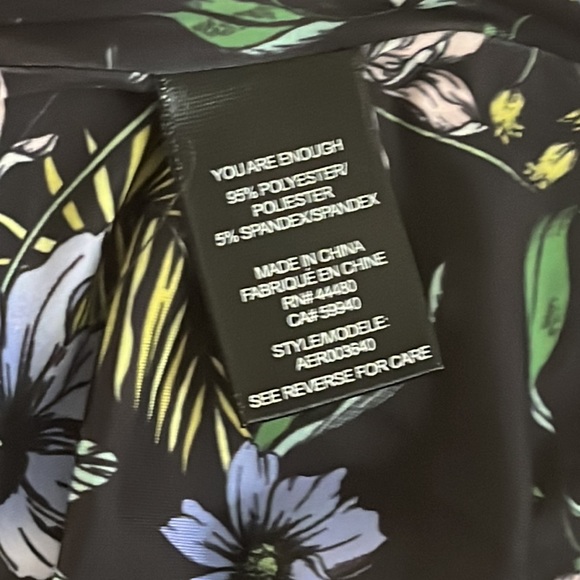 YOU ARE ENOUGH
95% POLYESTER/
POLIESTER
5% SPANDEX/SPANDEX
MADE IN CHINA
FABRIQUÉ EN CHINE
RN# 44480
CA# 59940
STYLE/MODELE:
AER003640
SEE REVERSE FOR CARE